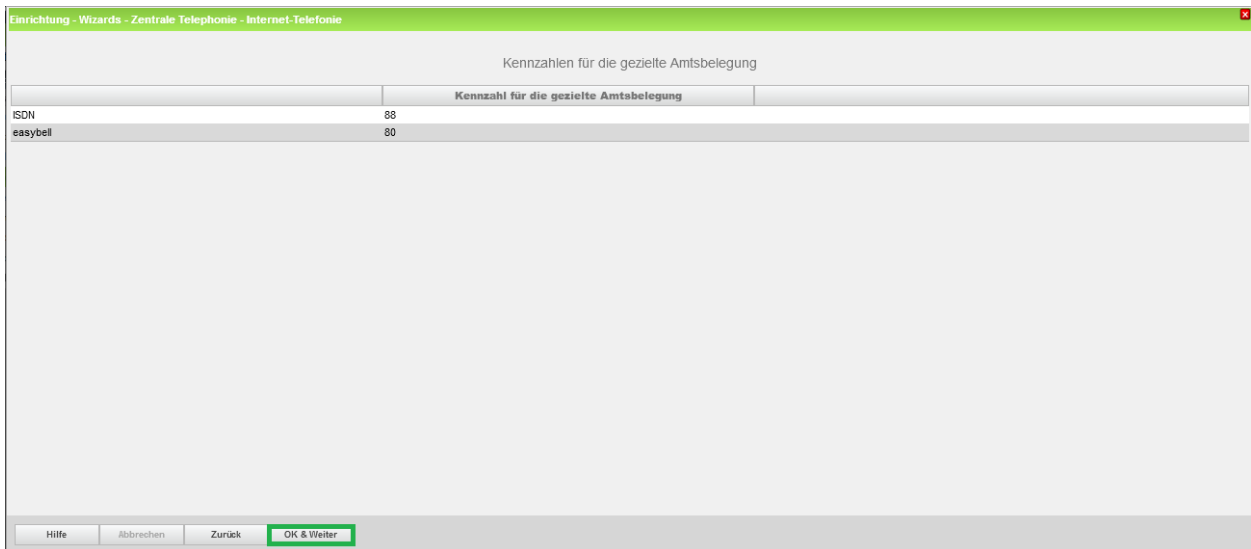 Einrichtung - Wizards - Zentrale Telephonie - Internet-Telefonie
Kennzahlen für die gezielte Amtsbelegung
Kennzahl für die gezielte Amtsbelegung
ISDN 88
easybell 80
Hilfe Abbrechen Zurück OK & Weiter